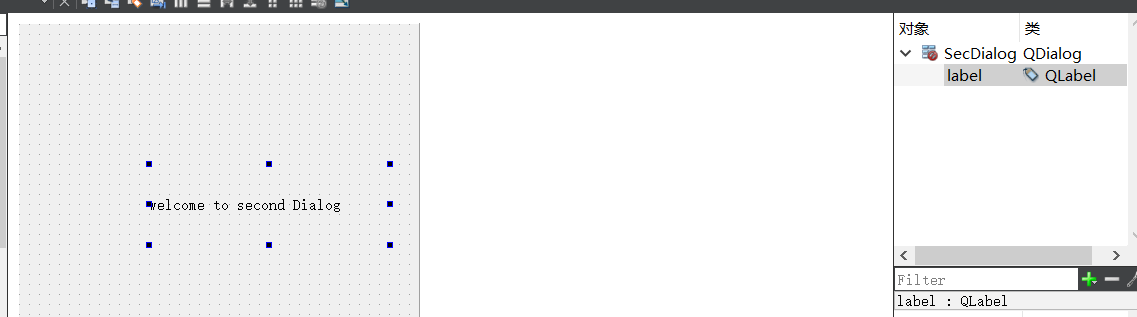 对象 类
SecDialog QDialog
label QLabel
welcome to second Dialog
Filter
label : QLabel